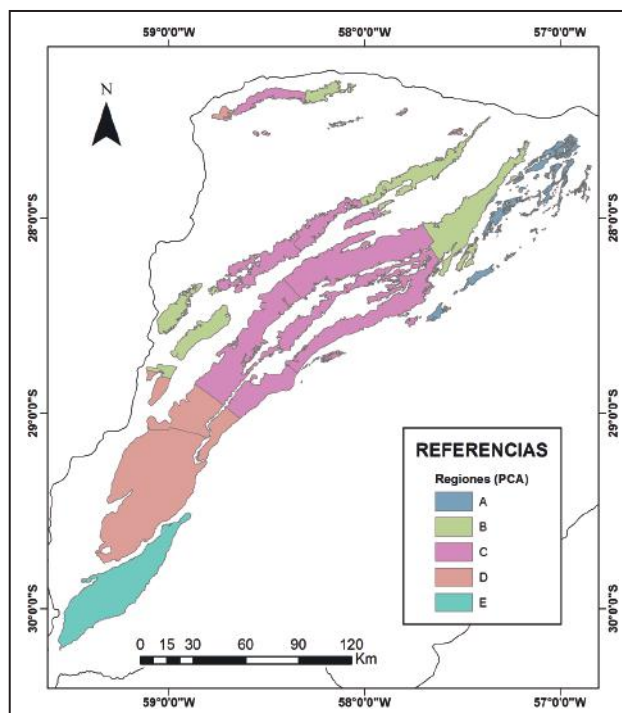 59°0'0"W 58°0'0"W 57°0'0"W
N
28°0'0"S 28°0'0"S
29°0'0"S 29°0'0"S
REFERENCIAS
Regiones (PCA)
A
B
C
D
E
30°0'0"S 30°0'0"S
0 15 30 60 90 120
Km
59°0'0"W 58°0'0"W 57°0'0"W